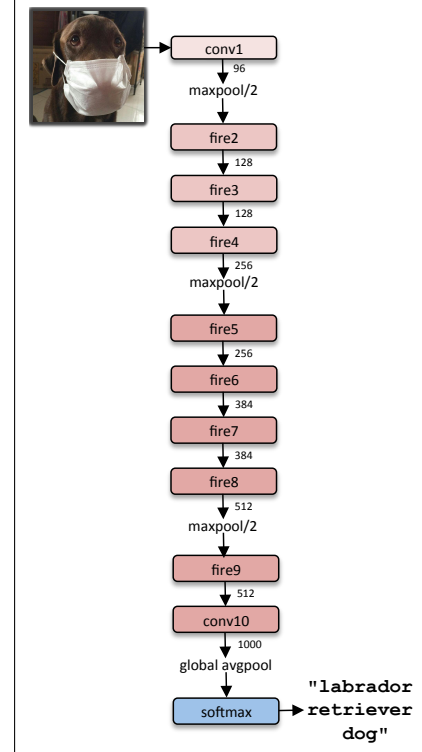 conv1
96
maxpool/2
fire2
128
fire3
128
fire4
256
maxpool/2
fire5
256
fire6
384
fire7
384
fire8
512
maxpool/2
fire9
512
conv10
1000
global avgpool
softmax
"labrador
retriever
dog"